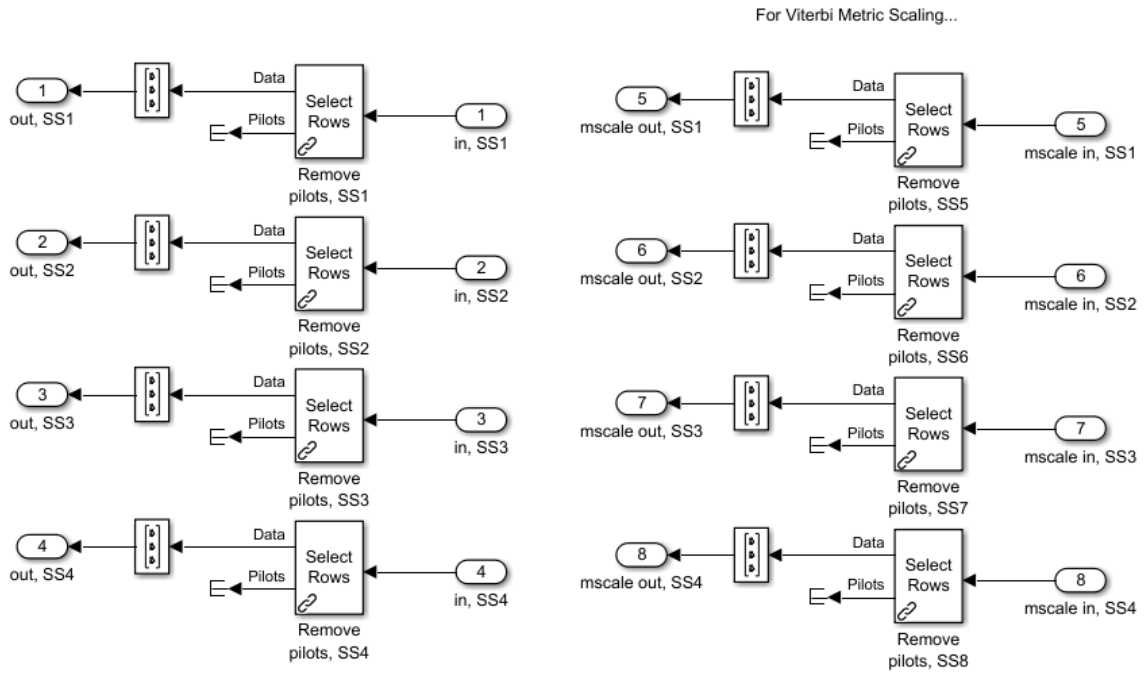 For Viterbi Metric Scaling...
1
out, SS1
Data
Pilots
Select
Rows
Remove
pilots, SS1
1
in, SS1
2
out, SS2
Data
Pilots
Select
Rows
Remove
pilots, SS2
2
in, SS2
3
out, SS3
Data
Pilots
Select
Rows
Remove
pilots, SS3
3
in, SS3
4
out, SS4
Data
Pilots
Select
Rows
Remove
pilots, SS4
4
in, SS4
5
mscale out, SS1
Data
Pilots
Select
Rows
Remove
pilots, SS5
5
mscale in, SS1
6
mscale out, SS2
Data
Pilots
Select
Rows
Remove
pilots, SS6
6
mscale in, SS2
7
mscale out, SS3
Data
Pilots
Select
Rows
Remove
pilots, SS7
7
mscale in, SS3
8
mscale out, SS4
Data
Pilots
Select
Rows
Remove
pilots, SS8
8
mscale in, SS4